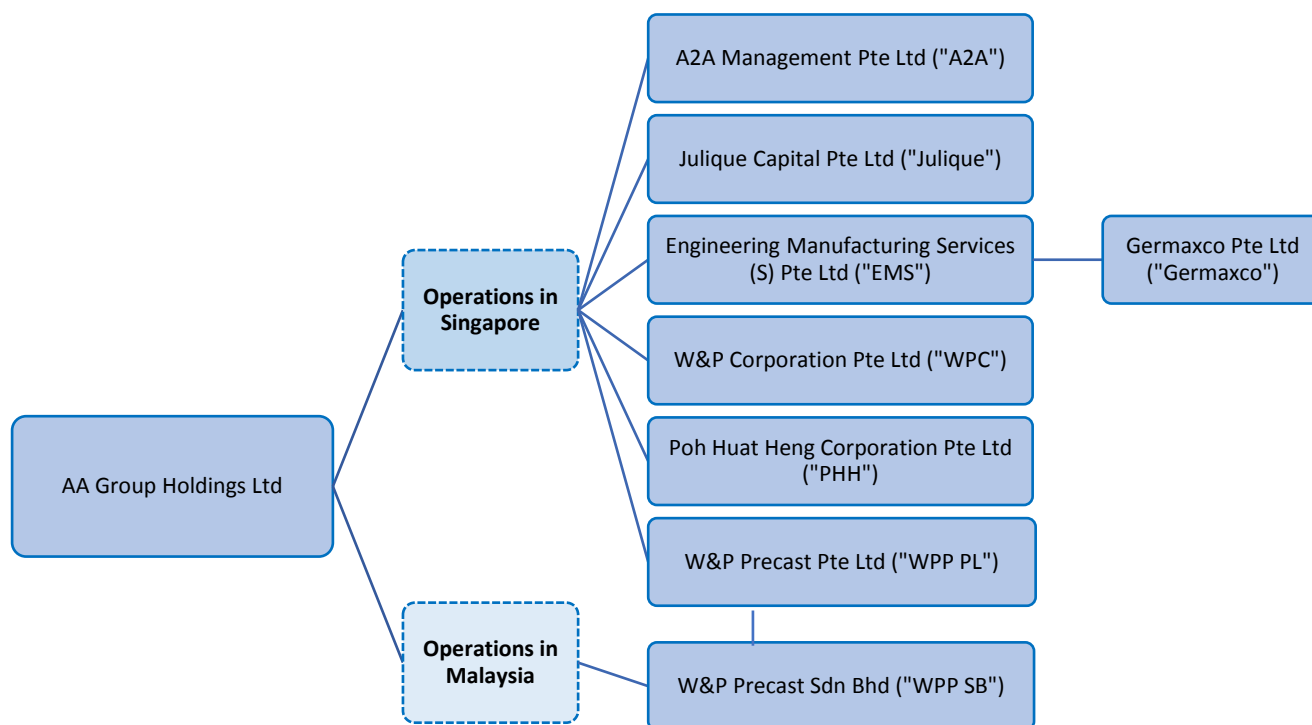 A2A Management Pte Ltd ("A2A")
Julique Capital Pte Ltd ("Julique")
Engineering Manufacturing Services
(S) Pte Ltd ("EMS")
Germaxco Pte Ltd
("Germaxco")
Operations in
Singapore
W&P Corporation Pte Ltd ("WPC")
Poh Huat Heng Corporation Pte Ltd
("PHH")
AA Group Holdings Ltd
W&P Precast Pte Ltd ("WPP PL")
Operations in
Malaysia
W&P Precast Sdn Bhd ("WPP SB")